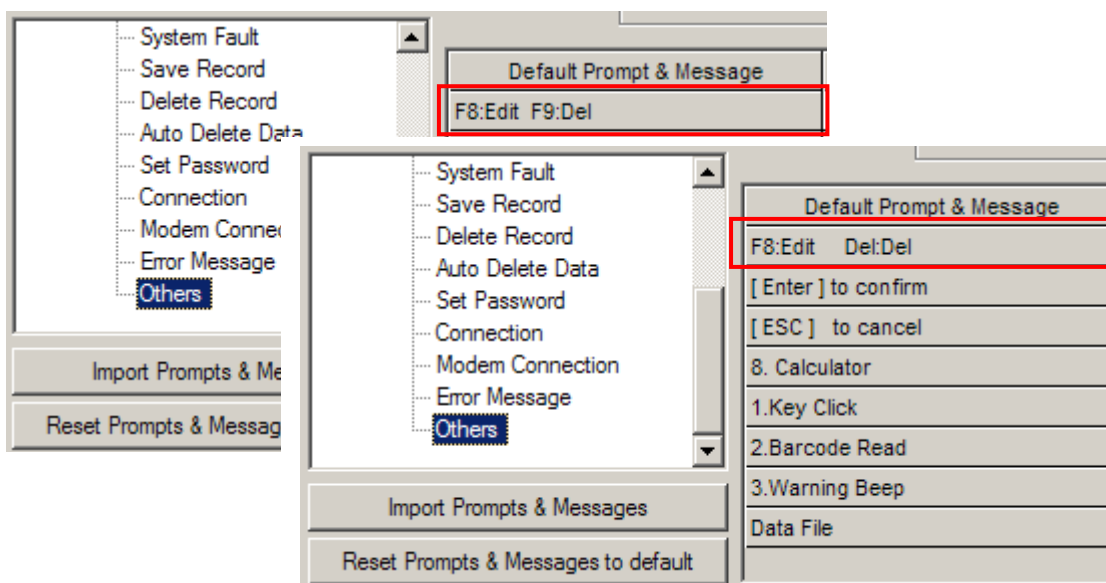 System Fault
Save Record
Delete Record
Auto Delete Data
Set Password
Connection
Modem Connec
Error Message
Others
Import Prompts & Me
Reset Prompts & Messag
Default Prompt & Message
F8:Edit F9:Del
System Fault
Save Record
Delete Record
Auto Delete Data
Set Password
Connection
Modem Connection
Error Message
Others
Import Prompts & Messages
Reset Prompts & Messages to default
Default Prompt & Message
F8:Edit Del:Del
[ Enter ] to confirm
[ ESC ] to cancel
8. Calculator
1.Key Click
2.Barcode Read
3.Warning Beep
Data File